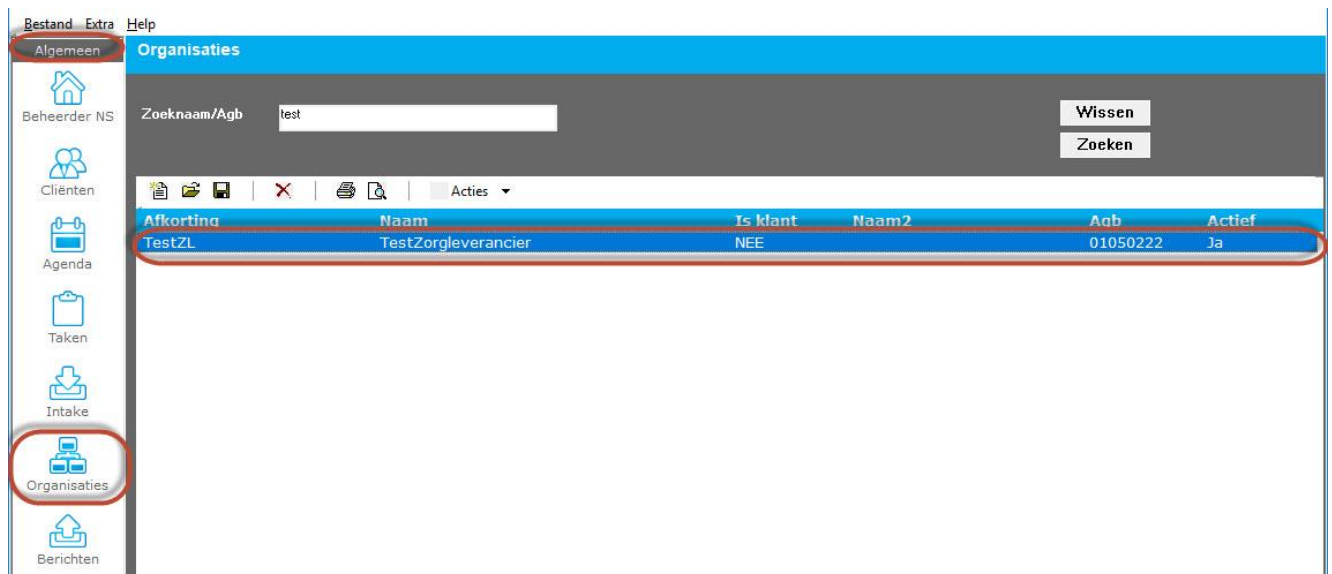 Bestand Extra Help
Algemeen
Organisaties
Beheerder NS
Zoeknaam/Agb test
Wissen
Zoeken
Cliënten
Acties
Afkorting Naam Is klant Naam2 Agb Actief
TestZL TestZorgleverancier NEE 01050222 Ja
Agenda
Taken
Intake
Organisaties
Berichten